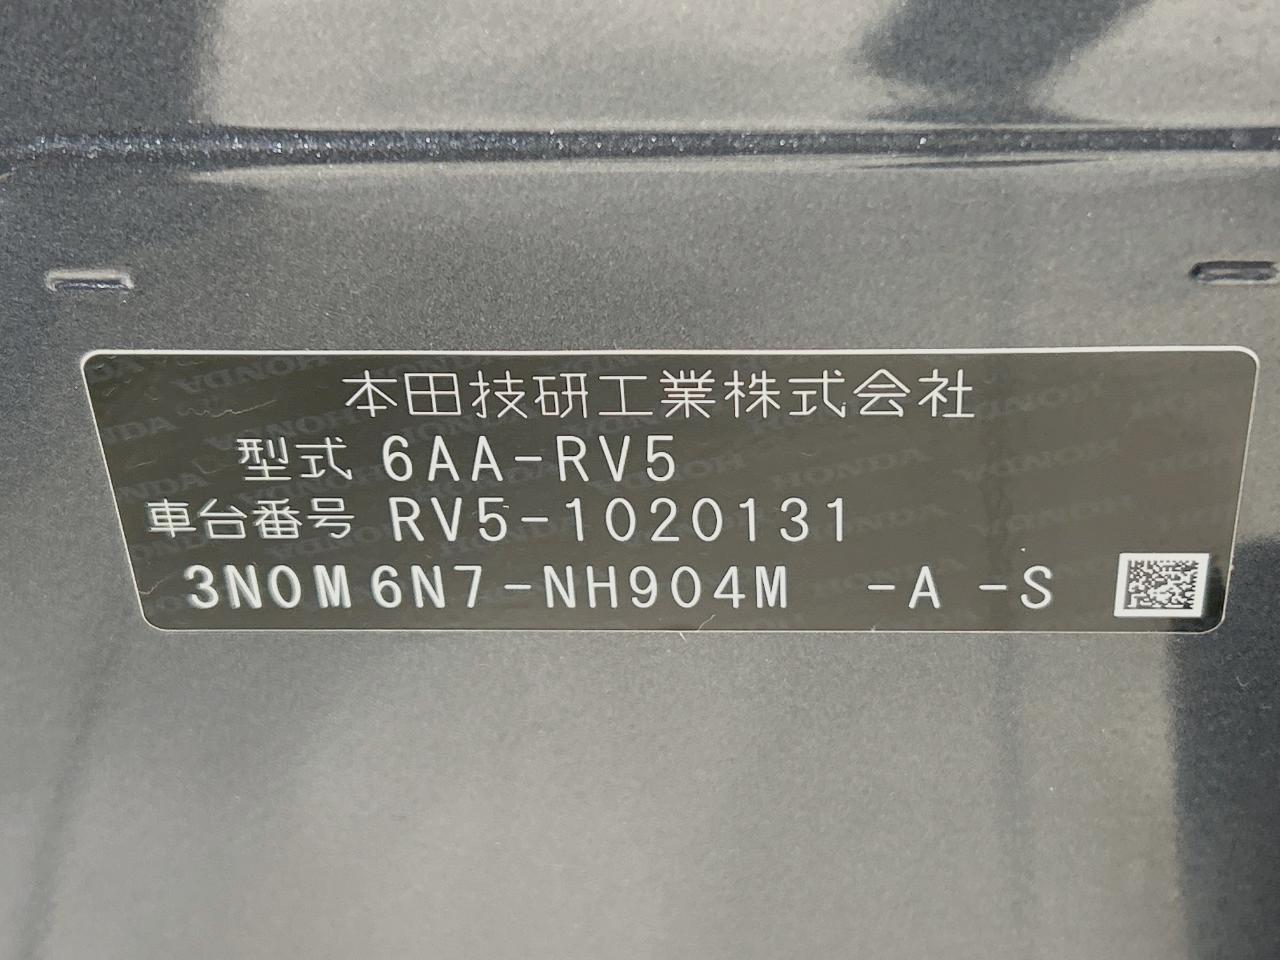 本田技研工業株式会社
型式 6AA-RV5
車台番号 RV5-1020131
3N0M6N7-NH904M -A -S